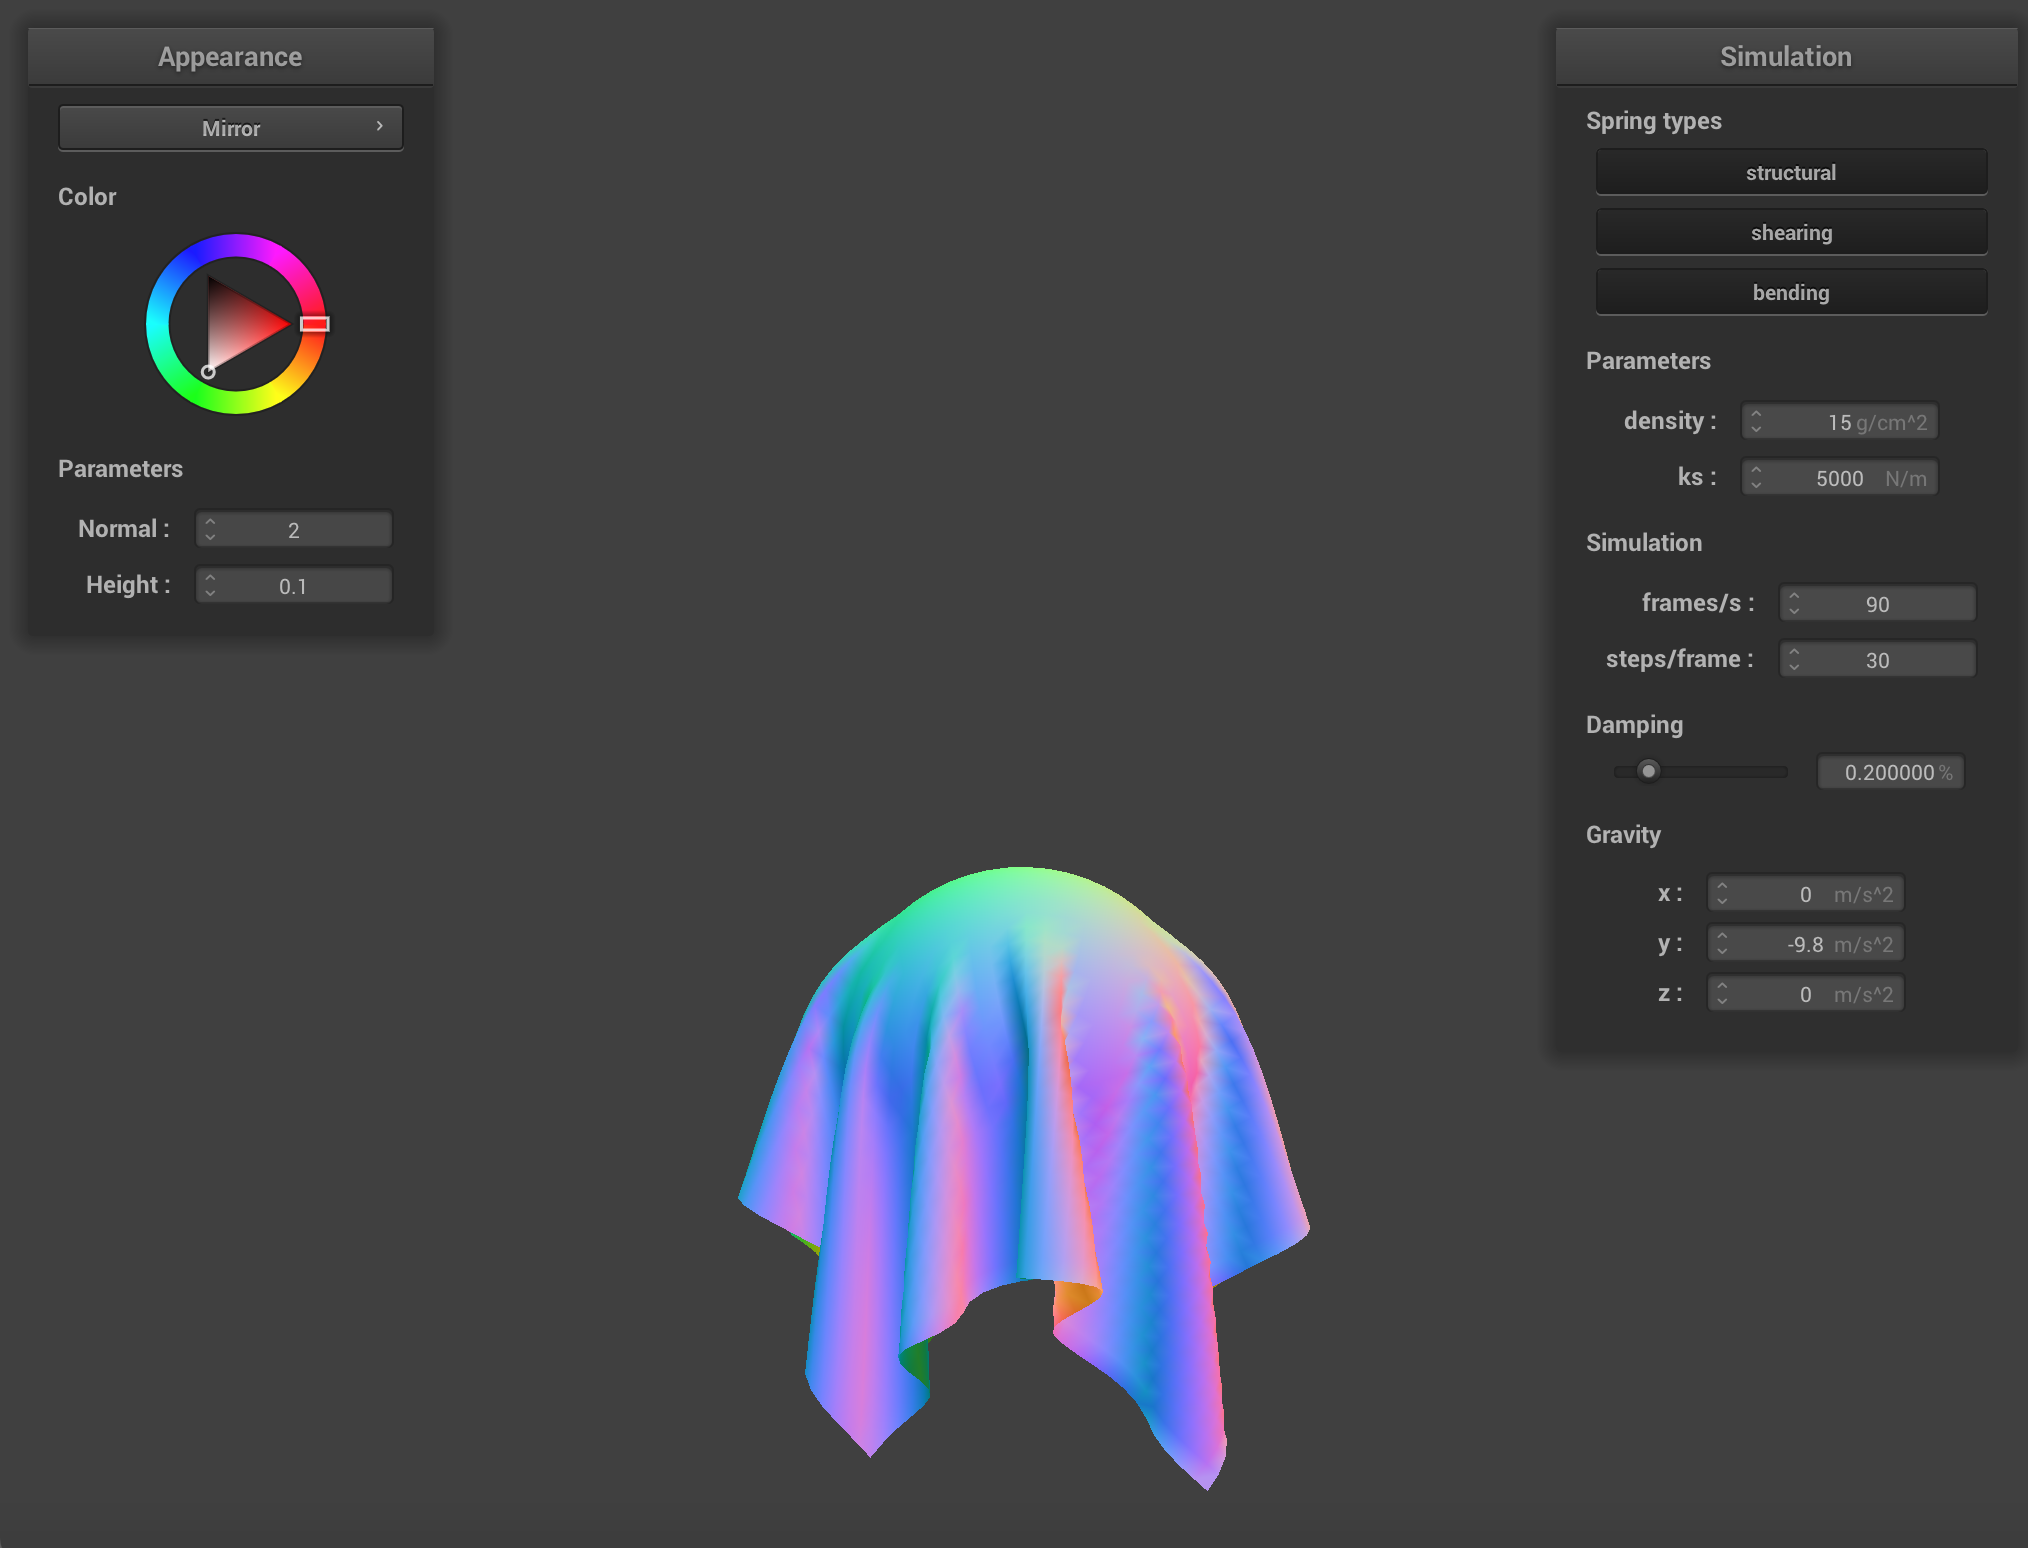 Appearance
Mirror
Color
Parameters
Normal : 2
Height : 0.1
Simulation
Spring types
structural
shearing
bending
Parameters
density : 15 g/cm^2
ks : 5000 N/m
Simulation
frames/s : 90
steps/frame : 30
Damping
0.200000 %
Gravity
x : 0 m/s^2
y : -9.8 m/s^2
z : 0 m/s^2